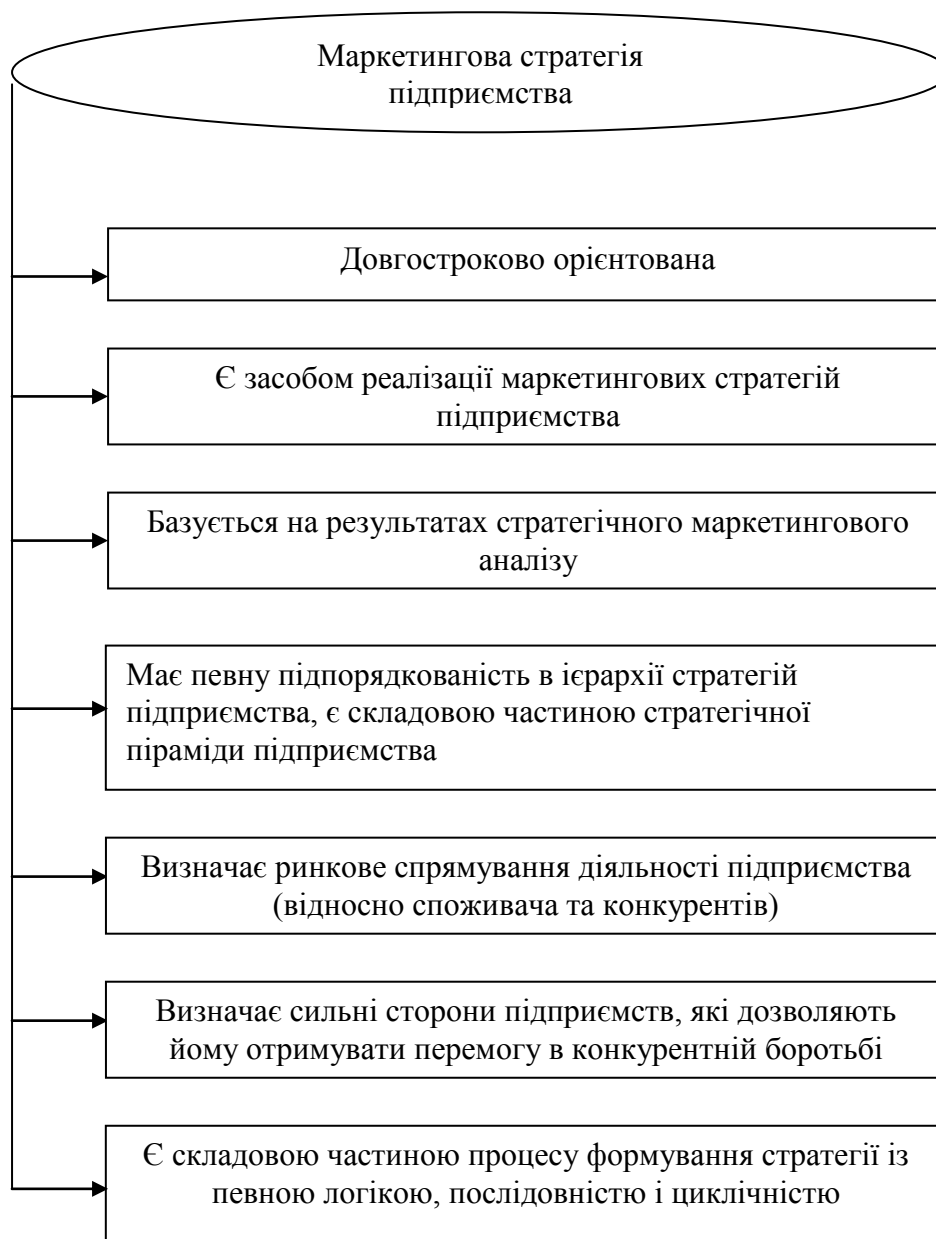 Маркетингова стратегія
підприємства
Довгостроково орієнтована
Є засобом реалізації маркетингових стратегій
підприємства
Базується на результатах стратегічного маркетингового
аналізу
Має певну підпорядкованість в ієрархії стратегій
підприємства, є складовою частиною стратегічної
піраміди підприємства
Визначає ринкове спрямування діяльності підприємства
(відносно споживача та конкурентів)
Визначає сильні сторони підприємств, які дозволяють
йому отримувати перемогу в конкурентній боротьбі
Є складовою частиною процесу формування стратегії із
певною логікою, послідовністю і циклічністю